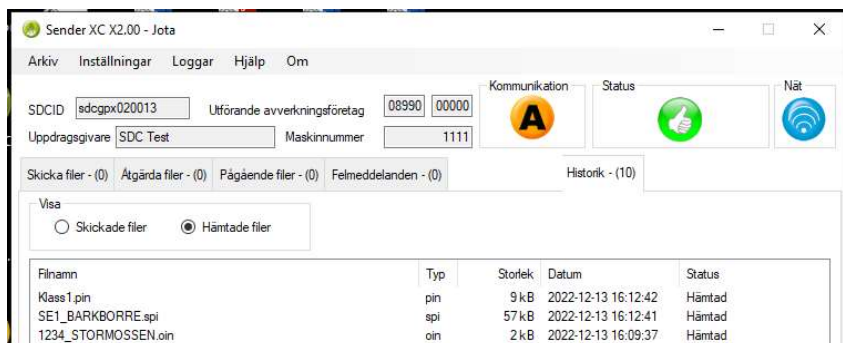 Sender XC X2.00 - Jota
Arkiv Inställningar Loggar Hjälp Om
Kommunikation Status Nät
SDCID sdcgpx020013 Utförande avverkningsföretag 08990 00000
A
Uppdragsgivare SDC Test Maskinnummer 1111
Skicka filer - (0) Åtgärda filer - (0) Pågående filer - (0) Felmeddelanden - (0) Historik - (10)
Visa
Skickade filer Hämtade filer
Filnamn Typ Storlek Datum Status
Klass1.pin pin 9 kB 2022-12-13 16:12:42 Hämtad
SE1_BARKBORRE.spi spi 57 kB 2022-12-13 16:12:41 Hämtad
1234_STORMOSSEN.oin oin 2 kB 2022-12-13 16:09:37 Hämtad